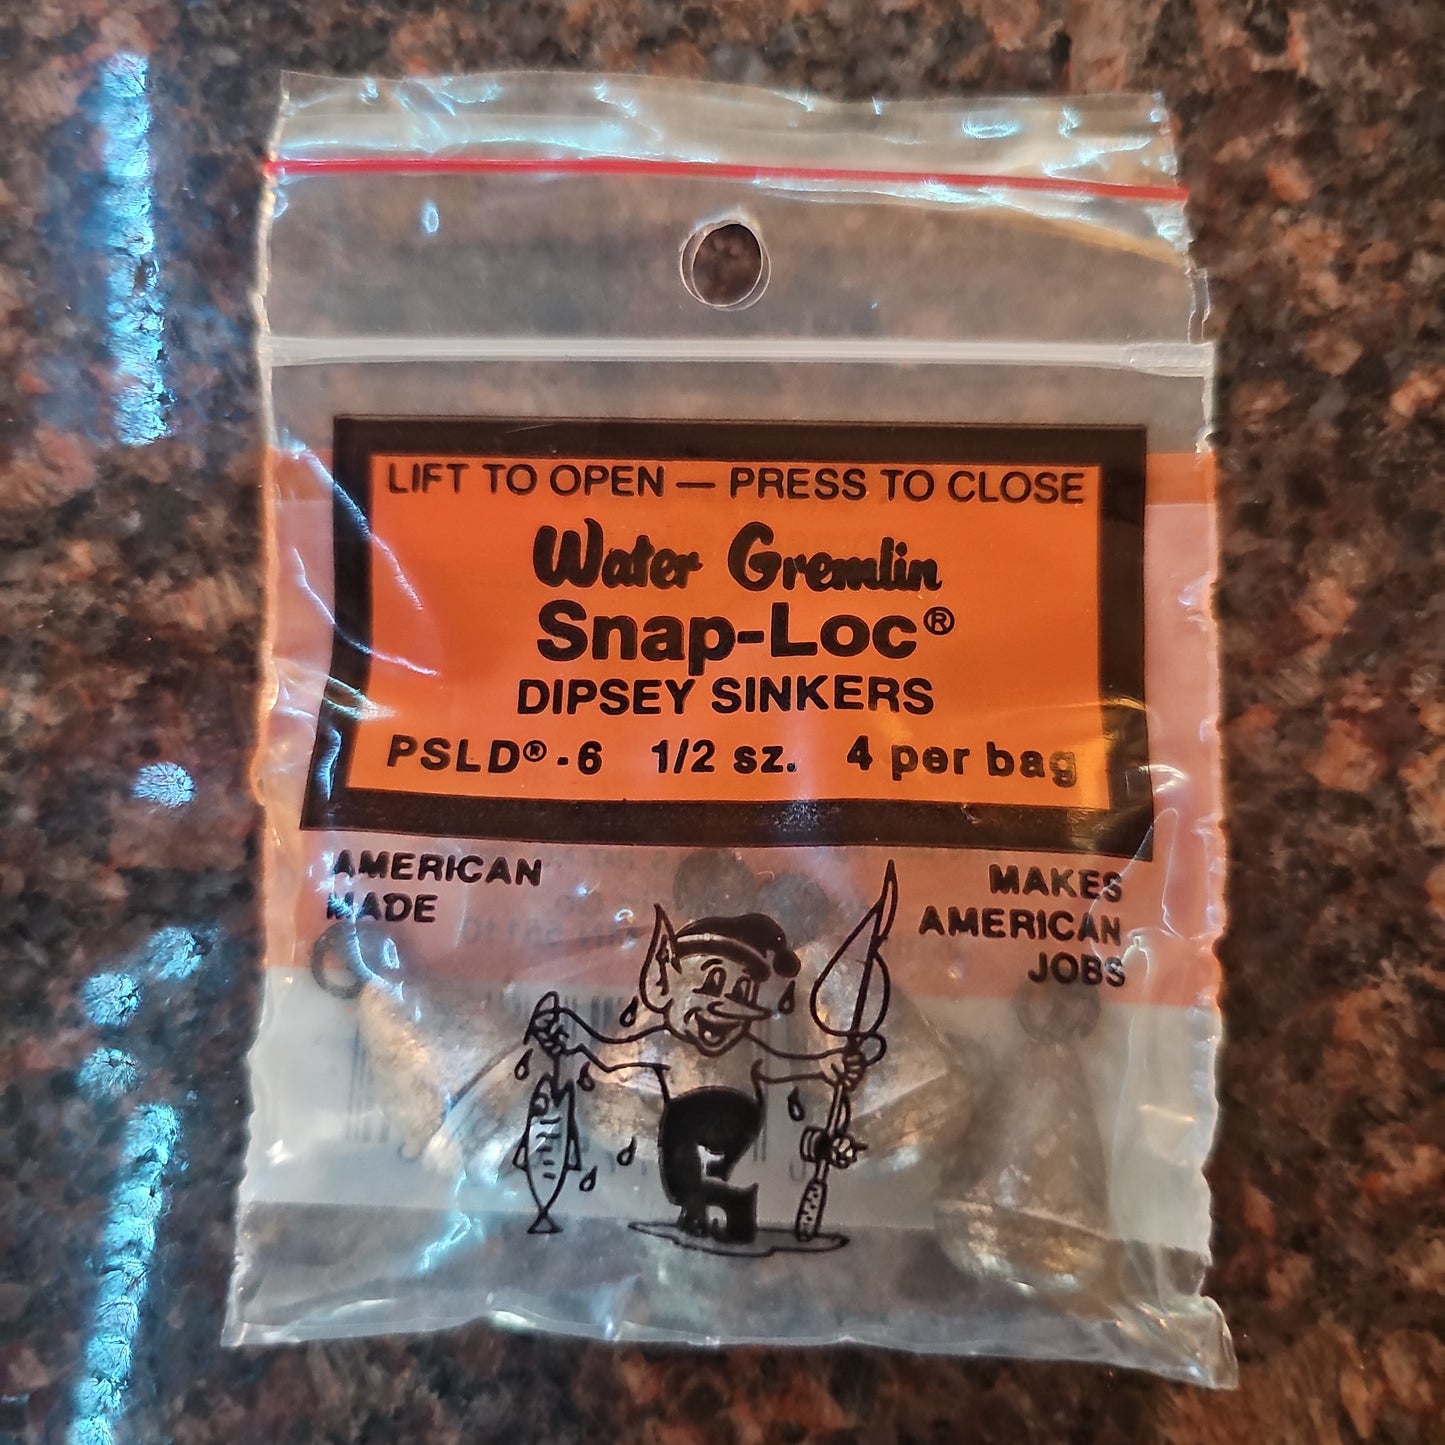 LIFT TO OPEN — PRESS TO CLOSE
Water Gremlin
Snap-Loc®
DIPSEY SINKERS
PSLD® - 6 1/2 sz. 4 per bag
AMERICAN
MADE
MAKES
AMERICAN
JOBS